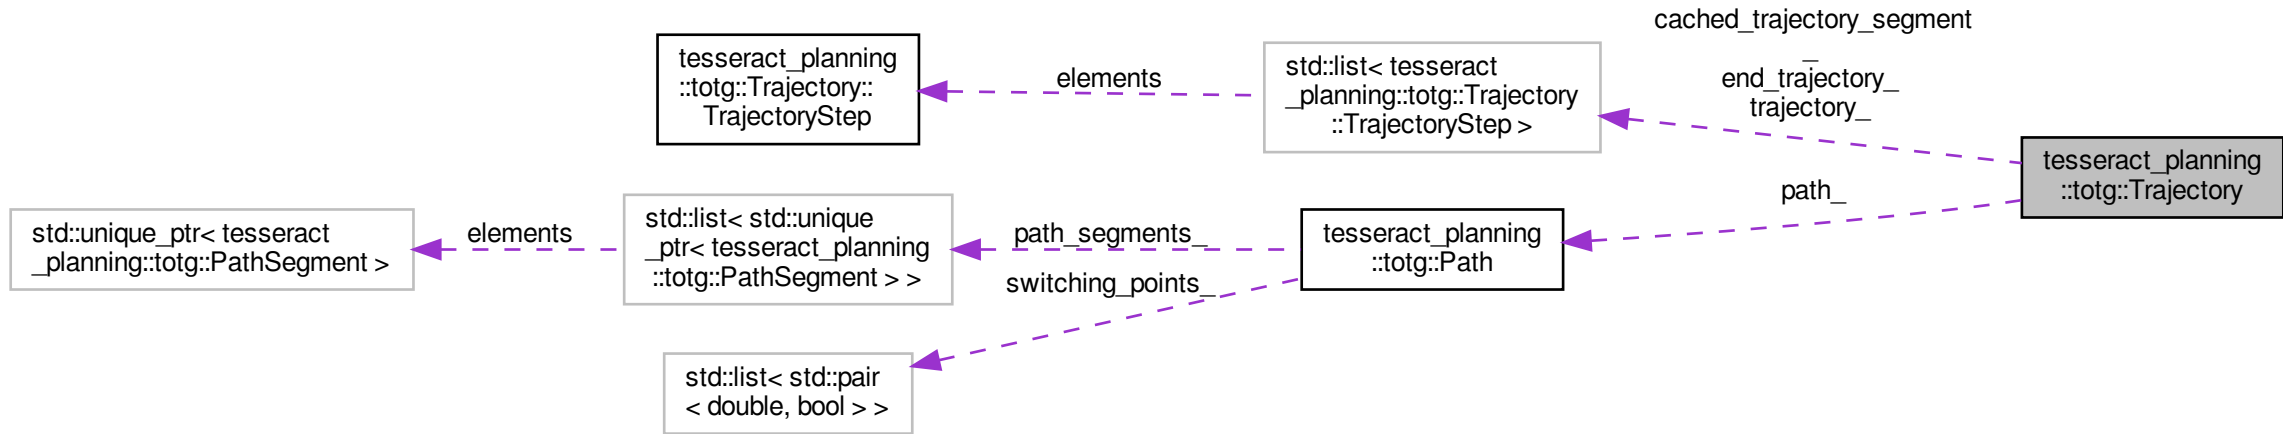 cached_trajectory_segment
_
end_trajectory_
trajectory_
tesseract_planning
::totg::Trajectory::
TrajectoryStep
elements
std::list< tesseract
_planning::totg::Trajectory
::TrajectoryStep >
tesseract_planning
::totg::Trajectory
path_
std::unique_ptr< tesseract
_planning::totg::PathSegment >
elements
std::list< std::unique
_ptr< tesseract_planning
::totg::PathSegment > >
path_segments_
switching_points_
tesseract_planning
::totg::Path
std::list< std::pair
< double, bool > >